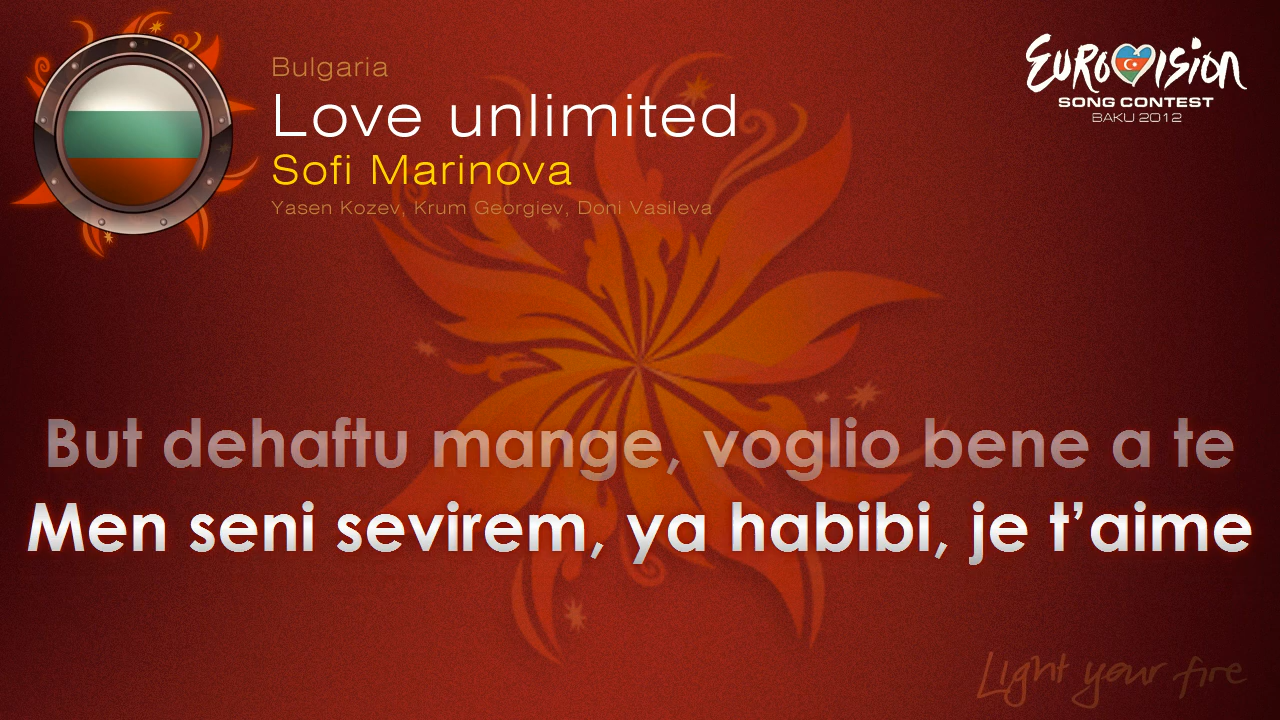 Bulgaria
Love unlimited
Sofi Marinova
Yasen Kozev, Krum Georgiev, Doni Vasileva
EUROVISION
SONG CONTEST
BAKU 2012
But dehaftu mange, voglio bene a te
Men seni sevirem, ya habibi, je t’aime
Light your fire